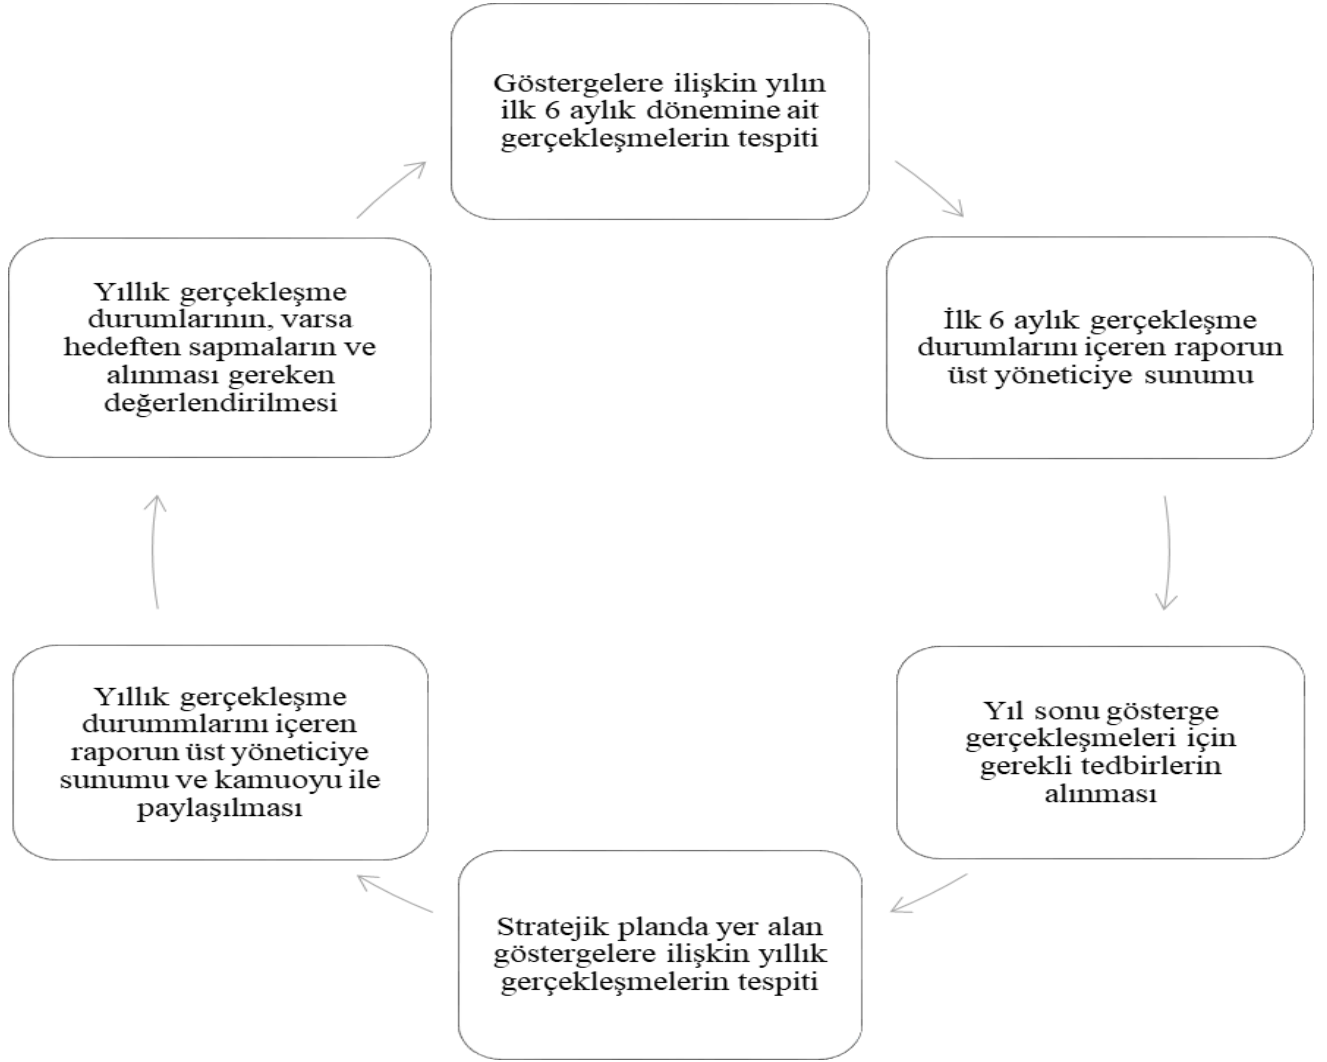 Göstergelere ilişkin yılın
ilk 6 aylık dönemine ait
gerçekleşmelerin tespiti
İlk 6 aylık gerçekleşme
durumlarını içeren raporun
üst yöneticiye sunumu
Yıl sonu gösterge
gerçekleşmeleri için
gerekli tedbirlerin
alınması
Stratejik planda yer alan
göstergelere ilişkin yıllık
gerçekleşmelerin tespiti
Yıllık gerçekleşme
durummlarını içeren
raporun üst yöneticiye
sunumu ve kamuoyu ile
paylaşılması
Yıllık gerçekleşme
durumlarının, varsa
hedeften sapmaların ve
alınması gereken
değerlendirilmesi